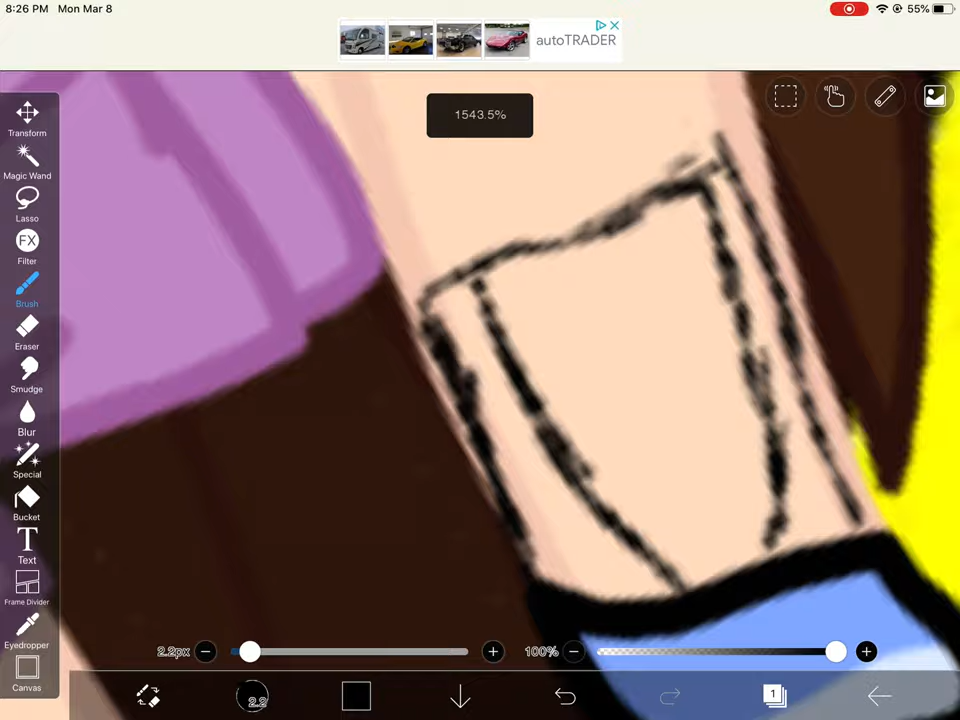 8:26 PM Mon Mar 8
55%
autoTRADER
1543.5%
Transform
Magic Wand
Lasso
FX
Filter
Brush
Eraser
Smudge
Blur
Special
Bucket
T
Text
Frame Divider
Eyedropper
Canvas
2.2px
100%
2.2
1